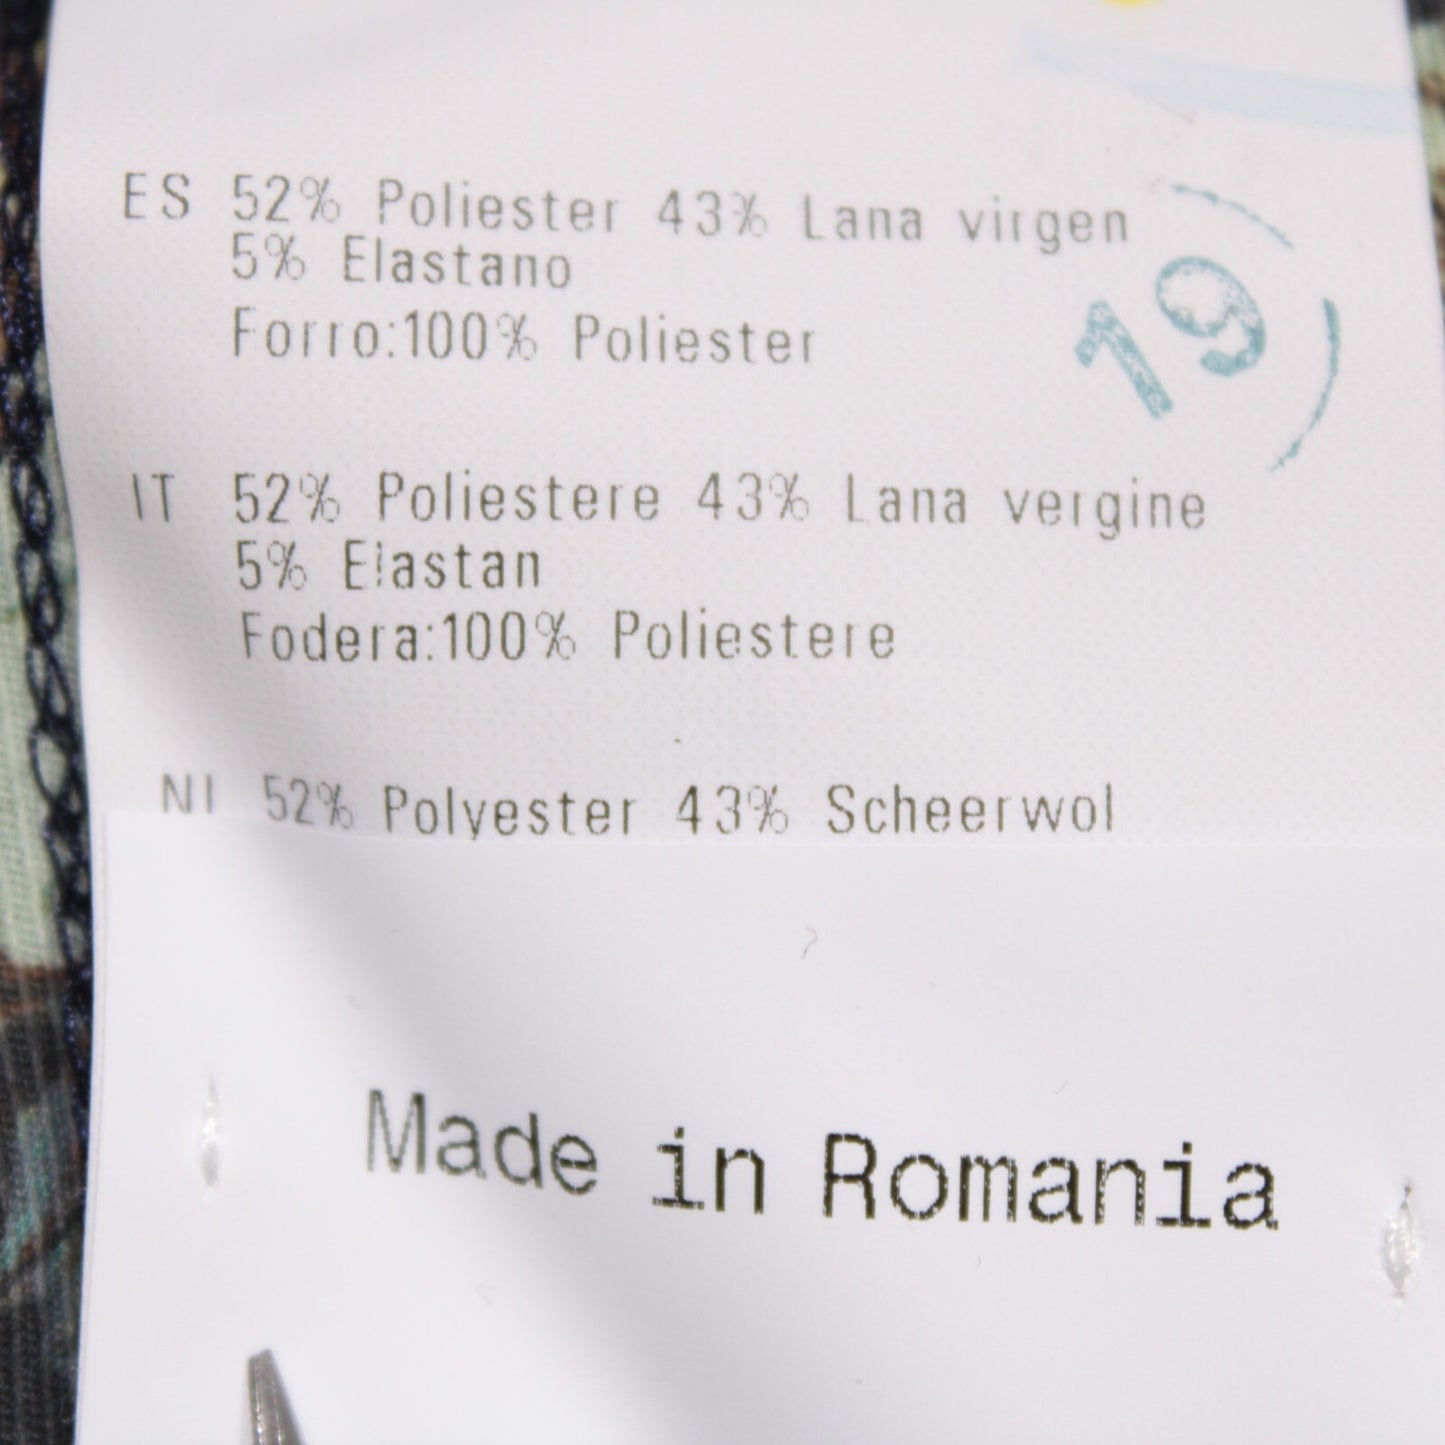 ES 52% Poliester 43% Lana virgen
5% Elastano
Forro:100% Poliester
19
IT 52% Poliestere 43% Lana vergine
5% Elastan
Fodera:100% Poliestere
Nl 52% Polyester 43% Scheerwol
Made in Romania